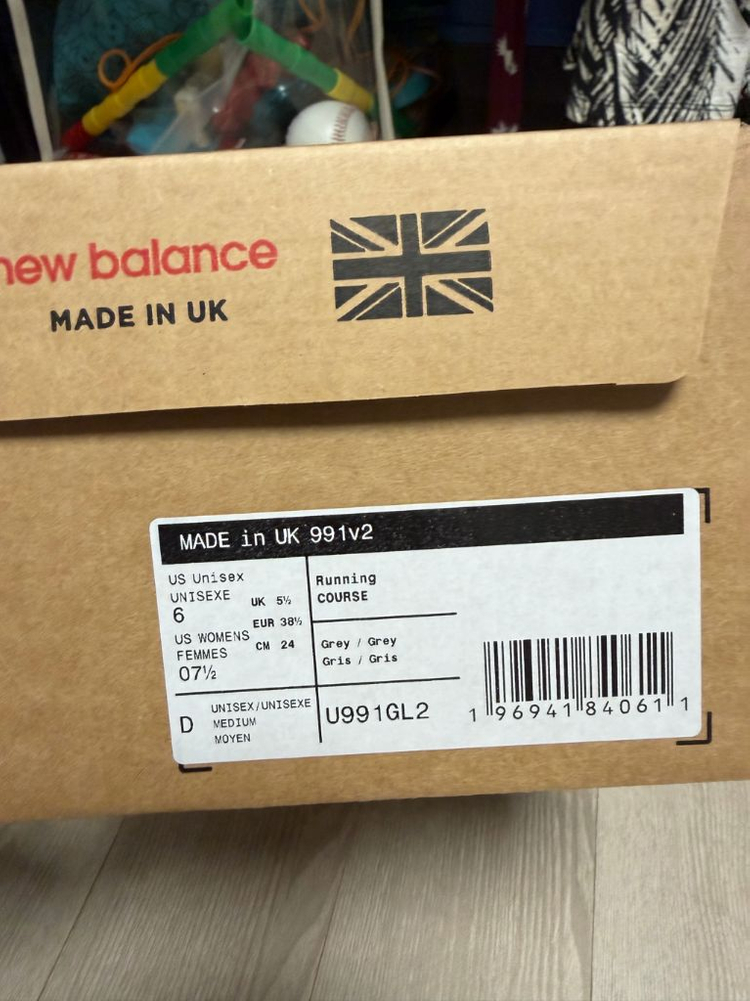 new balance
MADE IN UK
MADE in UK 991v2
US Unisex
UNISEXE
6
US WOMENS
FEMMES
07½
UK 5½
EUR 38½
CM 24
Running
COURSE
Grey / Grey
Gris / Gris
D
UNISEX/UNISEXE
MEDIUM
MOYEN
U991GL2
1 96941 84061 1